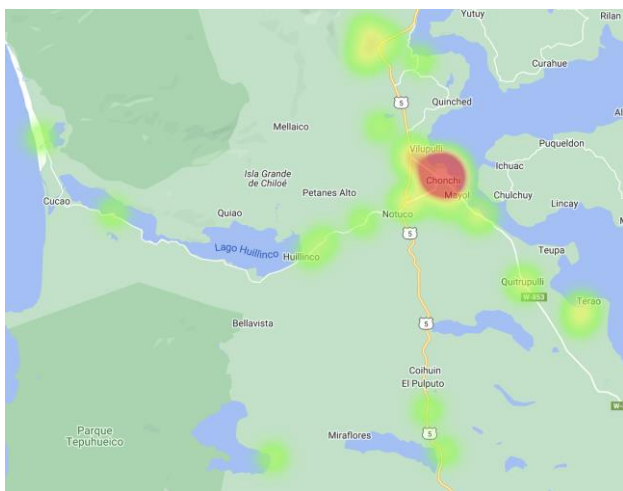 Yutuy
Rilan
Curahue
5
Quinched
Mellaico
Vilupulli
Puqueldon
Isla Grande
de Chiloé
Ichuac
Chonchi
Cucao
Petanes Alto
Mayol
Chulchuy
Quiao
Notuco
Lincay
5
Lago Huillinco
Huillinco
Teupa
Quitrupulli
W-853
Terao
Bellavista
5
Coihuin
El Pulputo
Parque
Tepuhueico
Miraflores
5